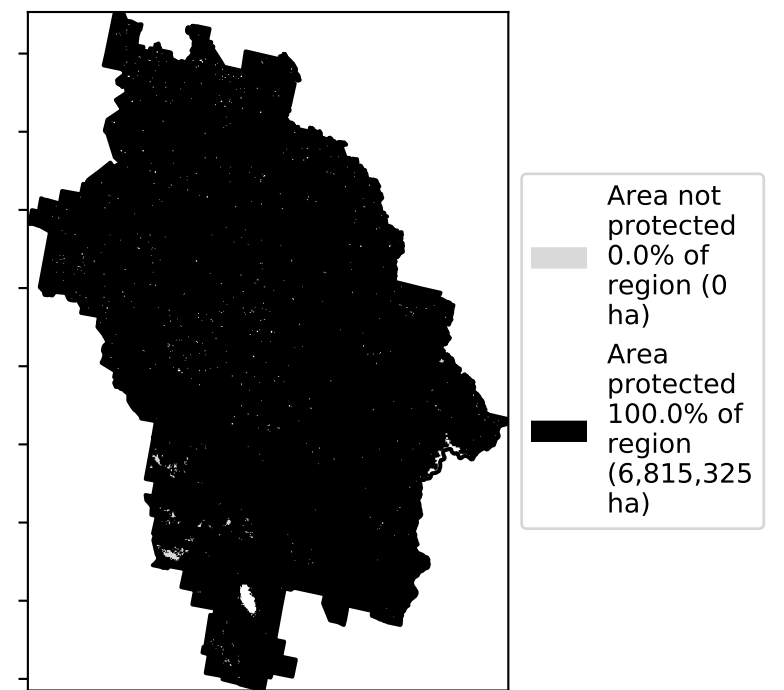 Area not
protected
0.0% of
region (0
ha)
Area
protected
100.0% of
region
(6,815,325
ha)